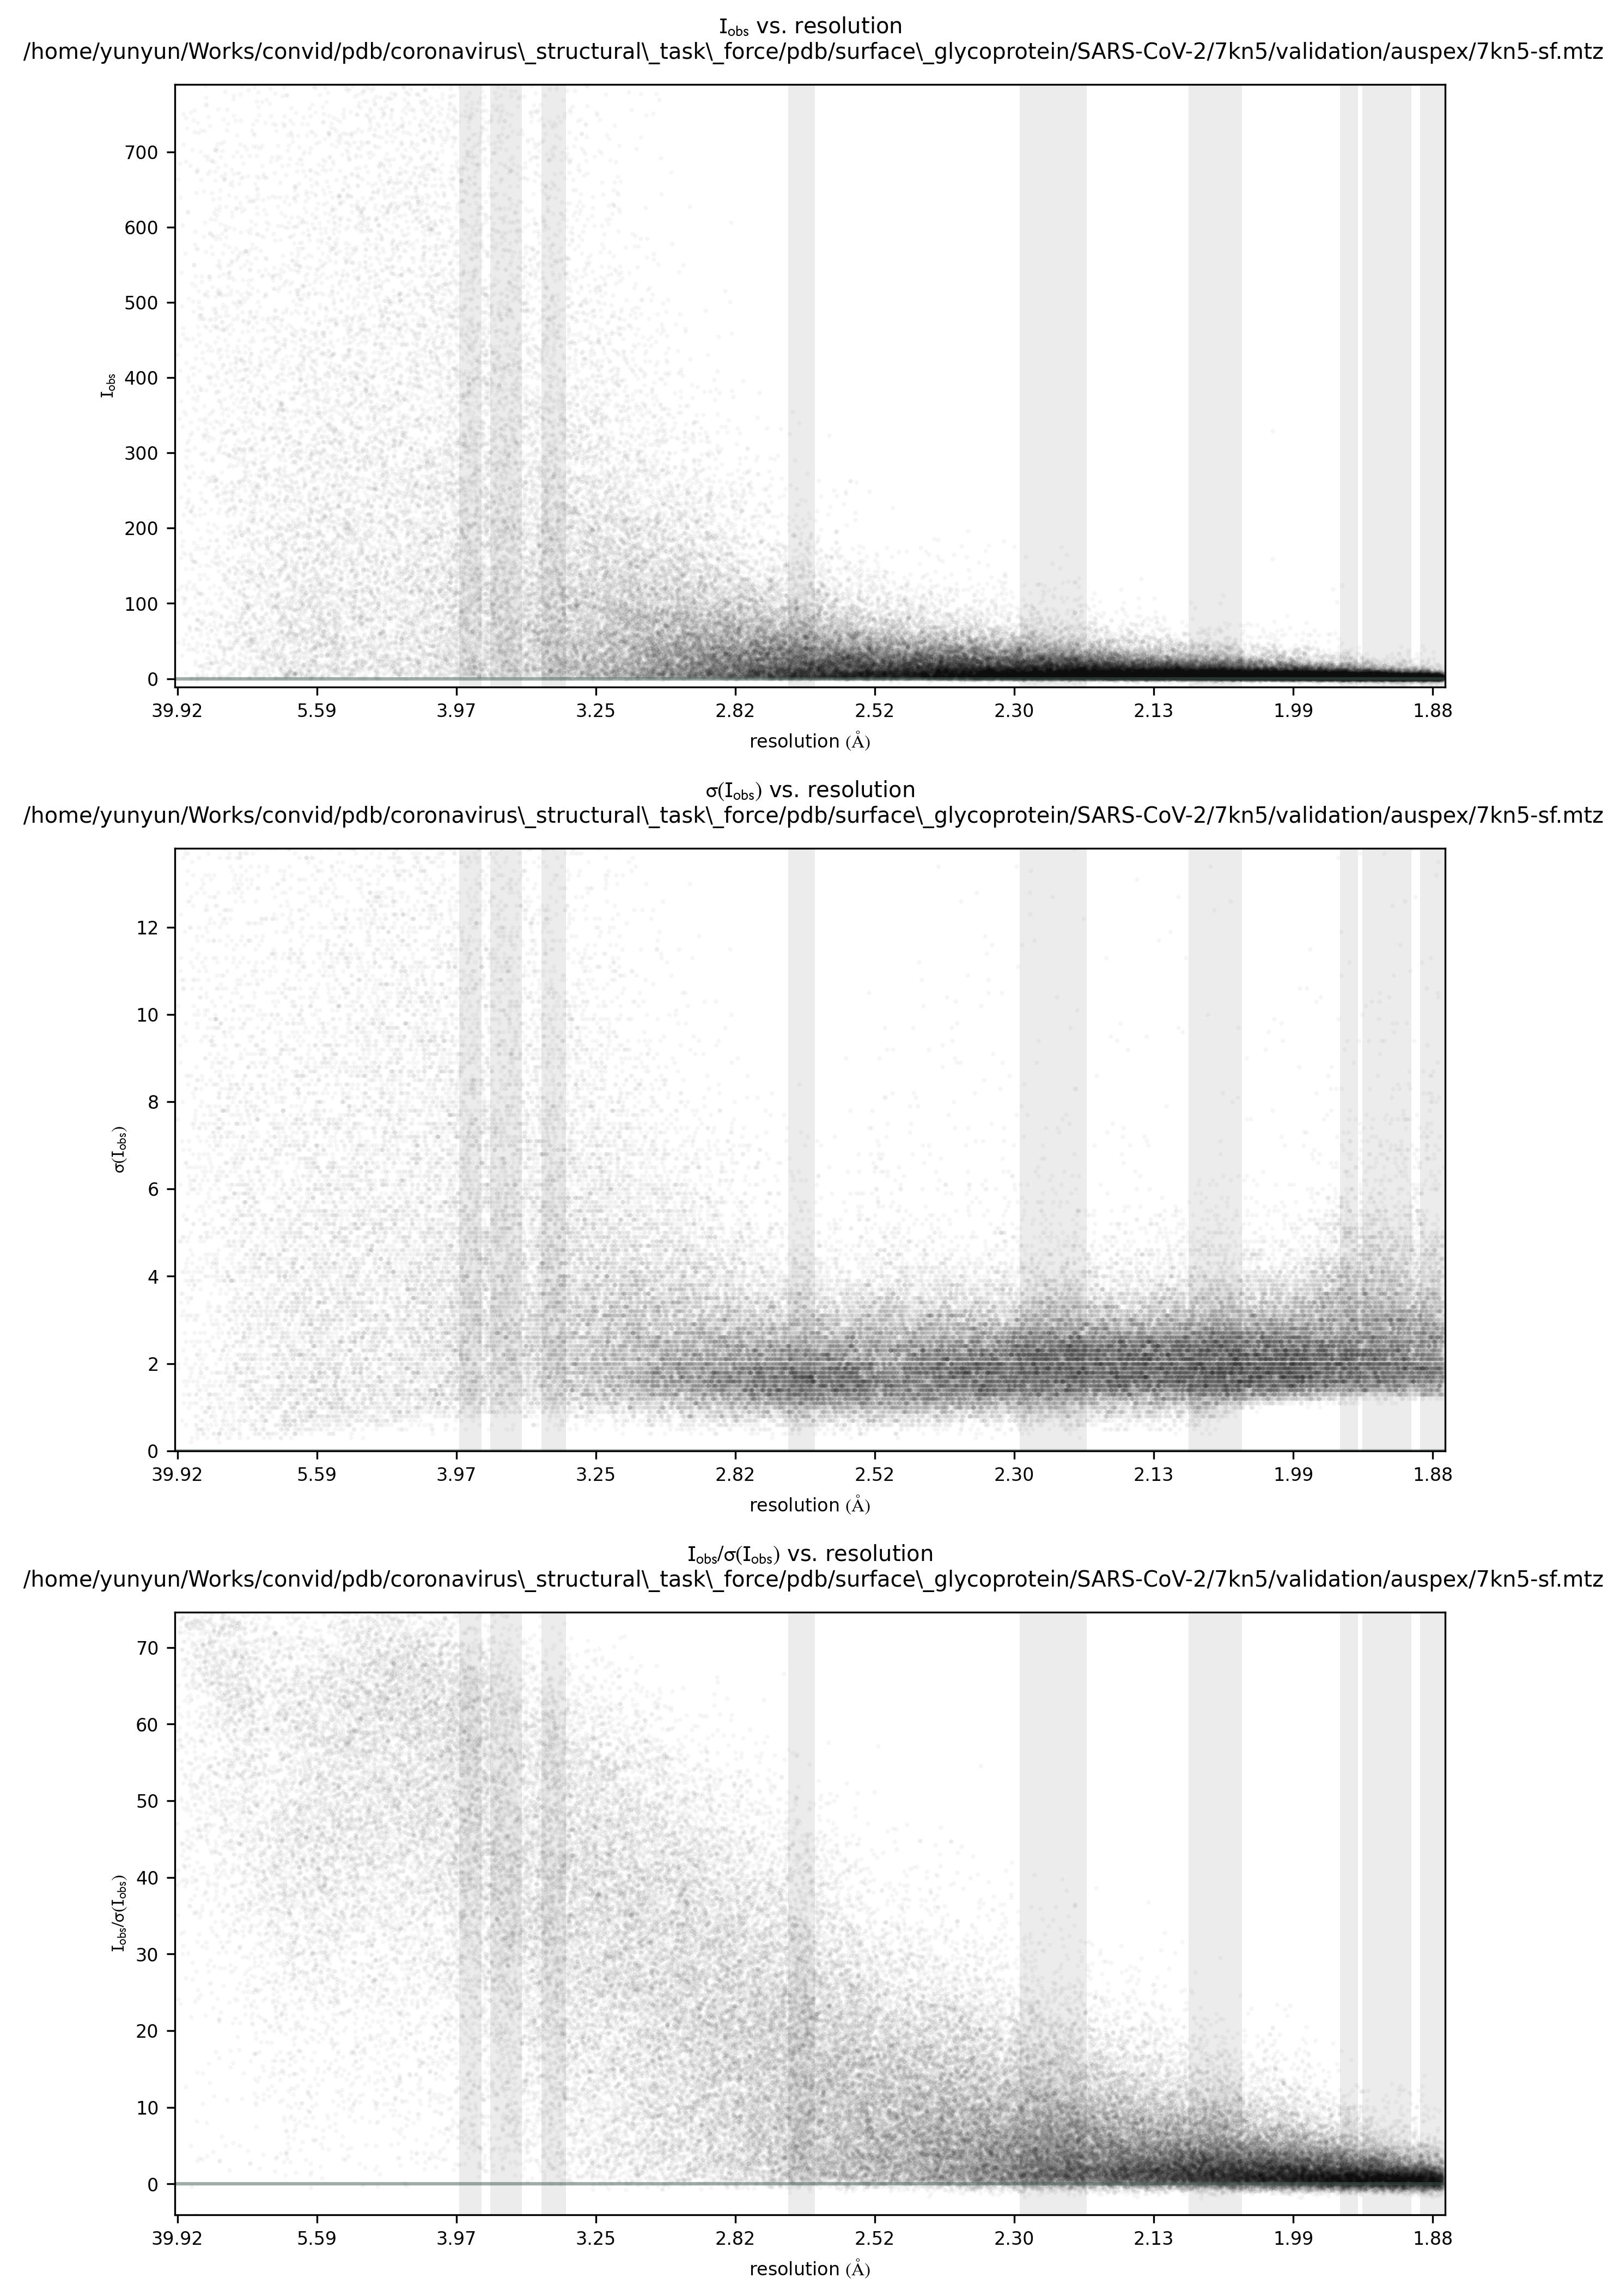 I_obs vs. resolution
/home/yunyun/Works/convid/pdb/coronavirus\_structural\_task\_force/pdb/surface\_glycoprotein/SARS-CoV-2/7kn5/validation/auspex/7kn5-sf.mtz
700
600
500
400
300
200
100
0
I_obs
39.92 5.59 3.97 3.25 2.82 2.52 2.30 2.13 1.99 1.88
resolution (Å)
σ(I_obs) vs. resolution
/home/yunyun/Works/convid/pdb/coronavirus\_structural\_task\_force/pdb/surface\_glycoprotein/SARS-CoV-2/7kn5/validation/auspex/7kn5-sf.mtz
12
10
8
6
4
2
0
σ(I_obs)
39.92 5.59 3.97 3.25 2.82 2.52 2.30 2.13 1.99 1.88
resolution (Å)
I_obs/σ(I_obs) vs. resolution
/home/yunyun/Works/convid/pdb/coronavirus\_structural\_task\_force/pdb/surface\_glycoprotein/SARS-CoV-2/7kn5/validation/auspex/7kn5-sf.mtz
70
60
50
40
30
20
10
0
I_obs/σ(I_obs)
39.92 5.59 3.97 3.25 2.82 2.52 2.30 2.13 1.99 1.88
resolution (Å)